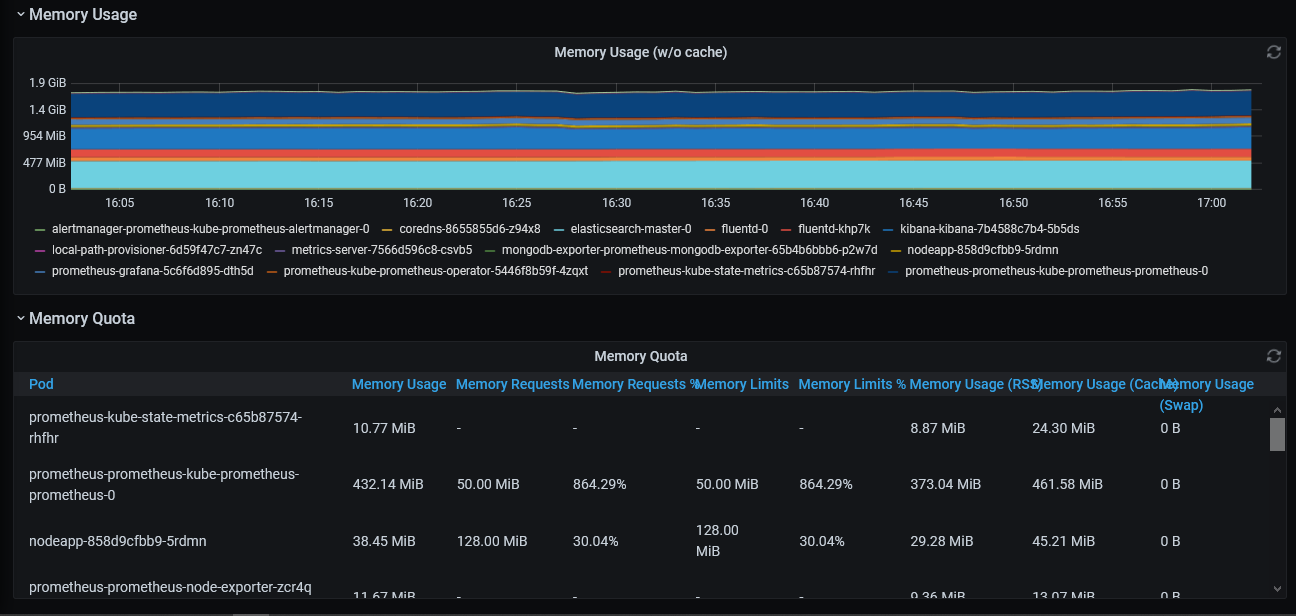 Memory Usage
Memory Usage (w/o cache)
1.9 GiB
1.4 GiB
954 MiB
477 MiB
0 B
16:05 16:10 16:15 16:20 16:25 16:30 16:35 16:40 16:45 16:50 16:55 17:00
alertmanager-prometheus-kube-prometheus-alertmanager-0 coredns-8655855d6-z94x8 elasticsearch-master-0 fluentd-0 fluentd-khp7k kibana-kibana-7b4588c7b4-5b5ds
local-path-provisioner-6d59f47c7-zn47c metrics-server-7566d596c8-csvb5 mongodb-exporter-prometheus-mongodb-exporter-65b4b6bbb6-p2w7d nodeapp-858d9cfbb9-5rdmn
prometheus-grafana-5c6f6d895-dth5d prometheus-kube-prometheus-operator-5446f8b59f-4zqxt prometheus-kube-state-metrics-c65b87574-rhfhr prometheus-prometheus-kube-prometheus-prometheus-0
Memory Quota
Memory Quota
Pod Memory Usage Memory Requests Memory Requests % Memory Limits Memory Limits % Memory Usage (RSS) Memory Usage (Cache) Memory Usage
(Swap)
prometheus-kube-state-metrics-c65b87574-
rhfhr
10.77 MiB - - - - 8.87 MiB 24.30 MiB 0 B
prometheus-prometheus-kube-prometheus-
prometheus-0
432.14 MiB 50.00 MiB 864.29% 50.00 MiB 864.29% 373.04 MiB 461.58 MiB 0 B
nodeapp-858d9cfbb9-5rdmn 38.45 MiB 128.00 MiB 30.04% 128.00
MiB 30.04% 29.28 MiB 45.21 MiB 0 B
prometheus-prometheus-node-exporter-zcr4q
11.67 MiB - - - - 9.36 MiB 13.07 MiB 0 B